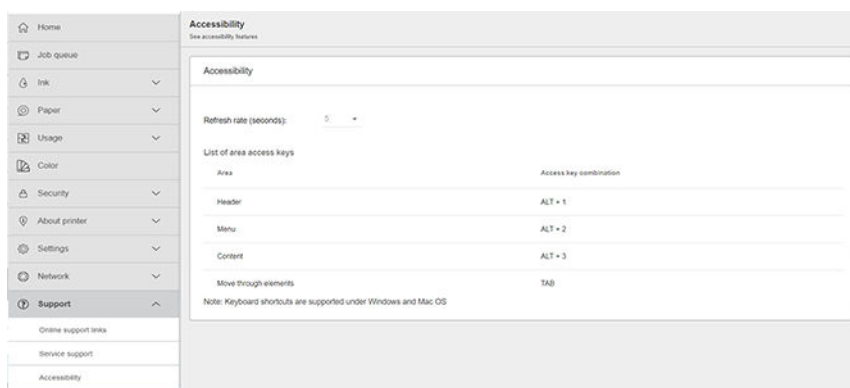 Home
Job queue
Ink
Paper
Usage
Color
Security
About printer
Settings
Network
Support
Online support links
Service support
Accessibility
Accessibility
See accessibility features
Accessibility
Refresh rate (seconds): 5
List of area access keys
Area Access key combination
Header ALT + 1
Menu ALT + 2
Content ALT + 3
Move through elements TAB
Note: Keyboard shortcuts are supported under Windows and Mac OS